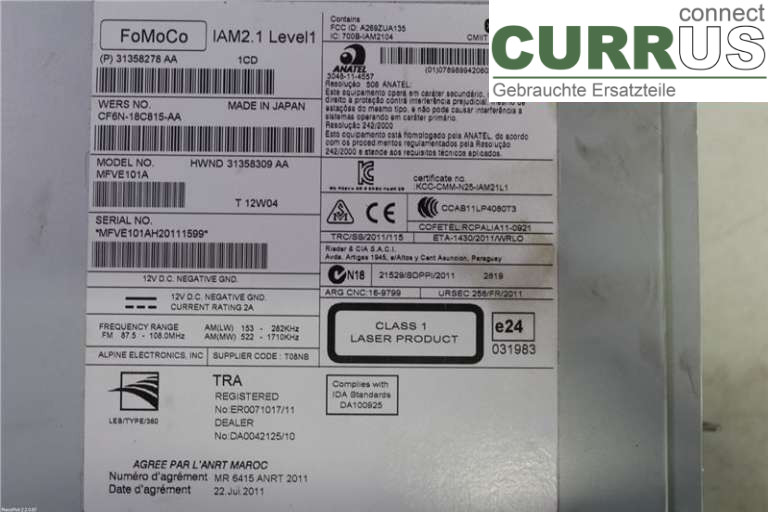 FoMoCo
IAM2.1 Level1
(P) 31358278 AA 1CD
WERS NO. MADE IN JAPAN
CF6N-18C815-AA
MODEL NO. HWND 31358309 AA
MFVE101A
T 12W04
SERIAL NO.
*MFVE101AH20111599*
12V D.C. NEGATIVE GND.
12V D.C. NEGATIVE GND.
CURRENT RATING 2A
FREQUENCY RANGE AM(LW) 153 - 282KHz
FM 87.5 - 108.0MHz AM(MW) 522 - 1710KHz
ALPINE ELECTRONICS, INC SUPPLIER CODE : T08NB
LES/TYPE/360
TRA
REGISTERED
No:ER0071017/11
DEALER
No:DA0042125/10
AGREE PAR L'ANRT MAROC
Numéro d'agrément MR 6415 ANRT 2011
Date d'agrément 22.Jul.2011
Contains
FCC ID: A269ZUA135
IC: 700B-IAM2104
CMIIT
ANATEL
3048-11-4557
Resolução 506 ANATEL:
Este equipamento opera em caráter secundário,
direito a proteção contra interferência prejudicial, mesmo de
estações do mesmo tipo, e não pode causar interferência a
sistemas operando em caráter primário.
Resolução 242/2000
Este equipamento está homologado pela ANATEL, de acordo
com os procedimentos regulamentados pela Resolução
242/2000 e atende aos requisitos técnicos aplicados.
certificate no.
KCC-CMM-N25-IAM21L1
CE
CCAB11LP4060T3
COFETEL:RCPALIA11-0921
TRC/SS/2011/115 ETA-1430/2011/WRLO
Rieder & CIA S.A.C.I.
Avda. Artigas 1945, e/Altos y Cent Asuncion, Paraguay
N16 21529/SDPPI/2011 2619
ARG CNC:16-9799 URSEC 256/FR/2011
CLASS 1
LASER PRODUCT
e24
031983
Complies with
IDA Standards
DA100925
connect
CURRUS
Gebrauchte Ersatzteile